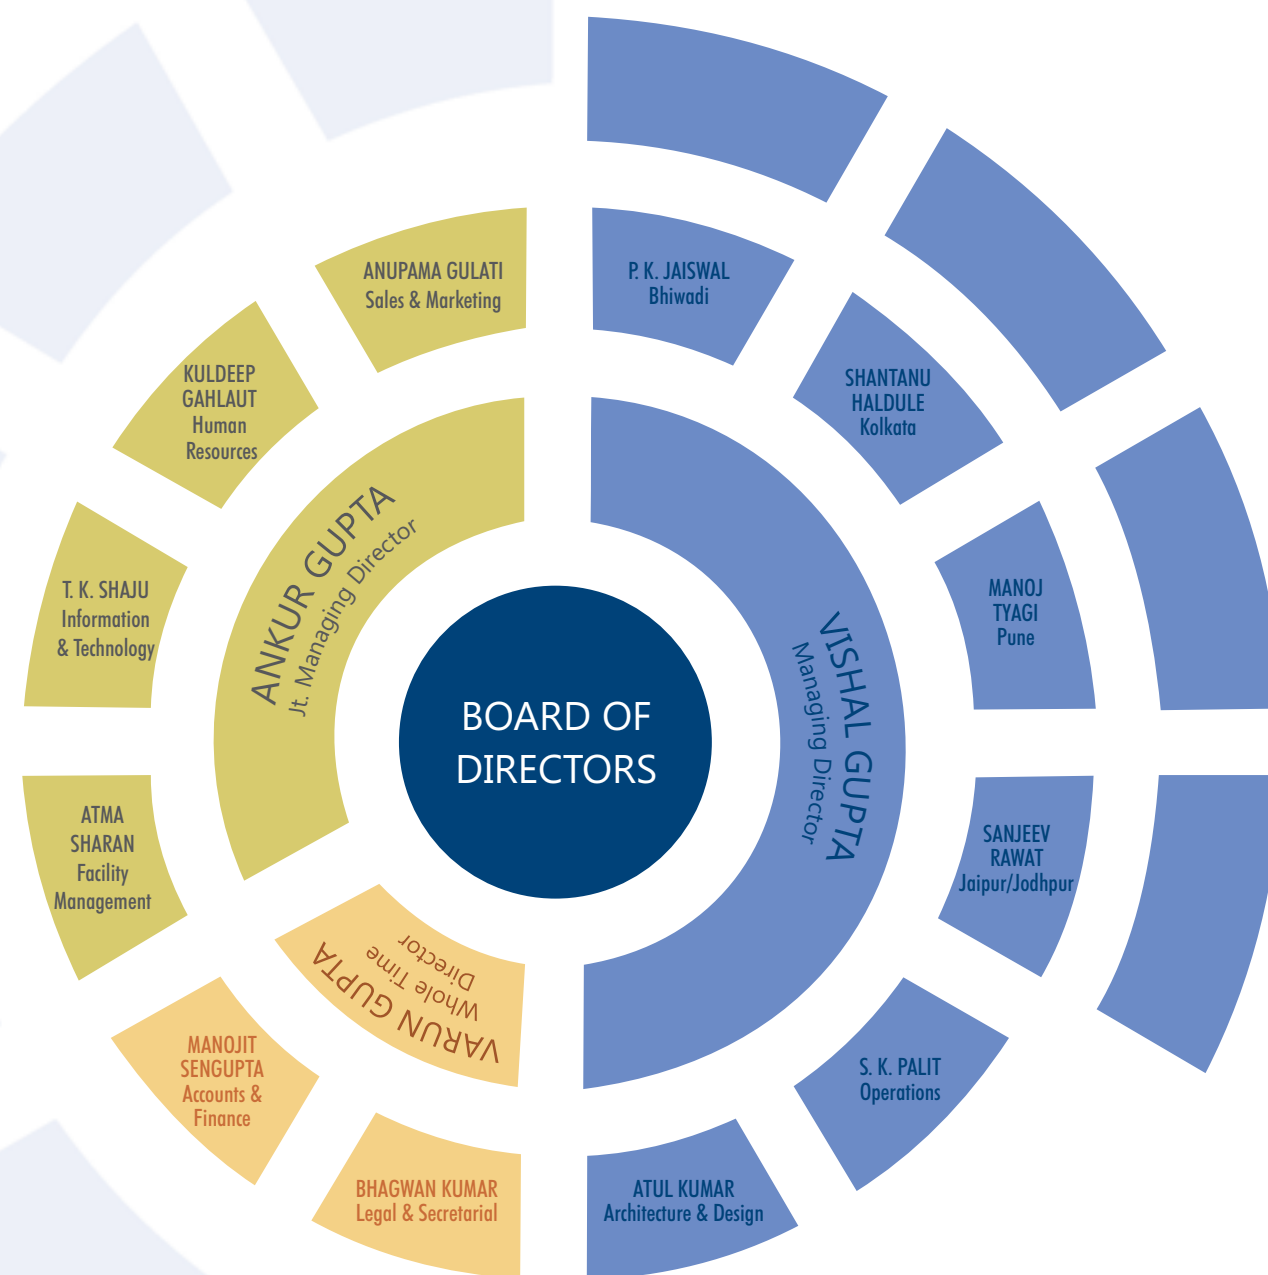 ANUPAMA GULATI
Sales & Marketing
P. K. JAISWAL
Bhiwadi
KULDEEP
GAHLAUT
Human
Resources
SHANTANU
HALDULE
Kolkata
T. K. SHAJU
Information
& Technology
MANOJ
TYAGI
Pune
ANKUR GUPTA
Jt. Managing Director
BOARD OF
DIRECTORS
VISHAL GUPTA
Managing Director
ATMA
SHARAN
Facility
Management
SANJEEV
RAWAT
Jaipur/Jodhpur
VARUN GUPTA
Whole Time
Director
MANOJIT
SENGUPTA
Accounts &
Finance
S. K. PALIT
Operations
BHAGWAN KUMAR
Legal & Secretarial
ATUL KUMAR
Architecture & Design